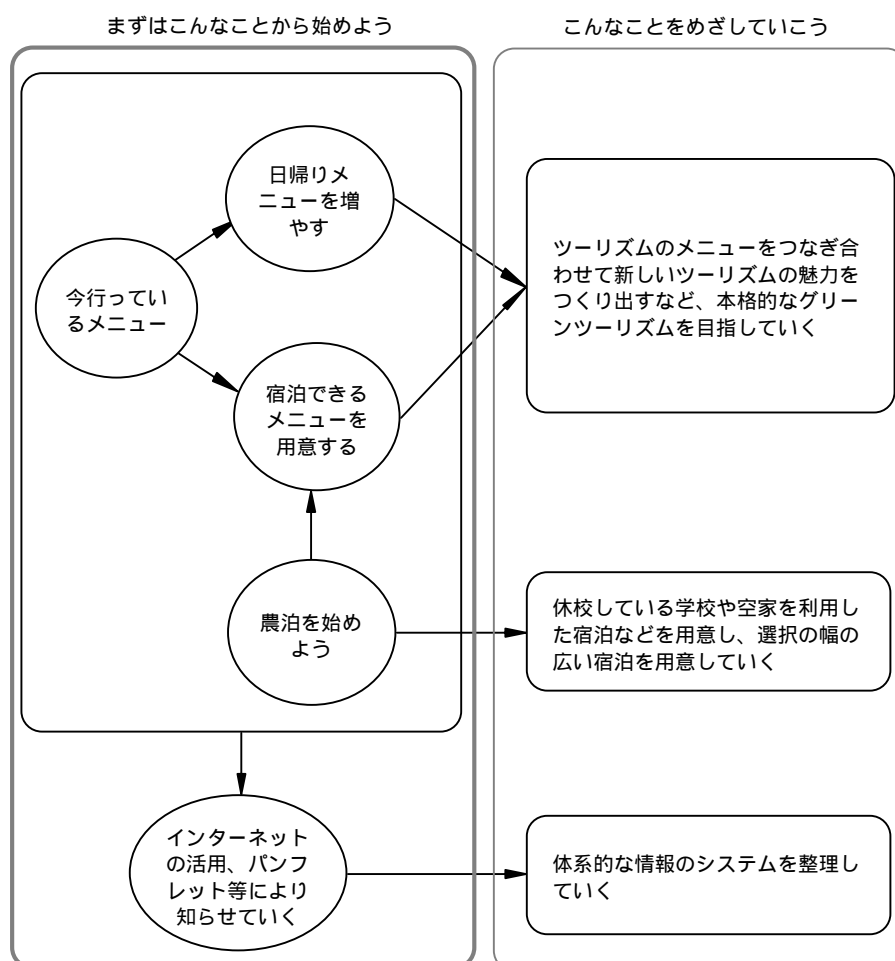 まずはこんなことから始めよう
こんなことをめざしていこう
日帰りメ
ニューを増
やす
今行ってい
るメニュー
宿泊できる
メニューを
用意する
農泊を始め
よう
インターネット
の活用、パンフ
レット等により
知らせていく
ツーリズムのメニューをつなぎ合
わせて新しいツーリズムの魅力を
つくり出すなど、本格的なグリー
ンツーリズムを目指していく
休校している学校や空家を利用し
た宿泊などを用意し、選択の幅の
広い宿泊を用意していく
体系的な情報のシステムを整理し
ていく